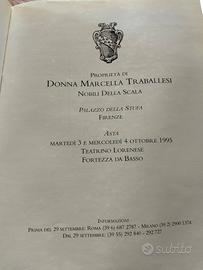 Proprietà di
Donna Marcella Traballesi
Nobili Della Scala
Palazzo della Stufa
Firenze
Asta
martedì 3 e mercoledì 4 ottobre 1995
Teatrino Lorenese
Fortezza da Basso
Informazioni
Prima del 29 settembre: Roma (39 6) 687 2787 - Milano (39 2) 2900 1374
Dal 29 settembre: (39 55) 292 840 - 292 727
subito